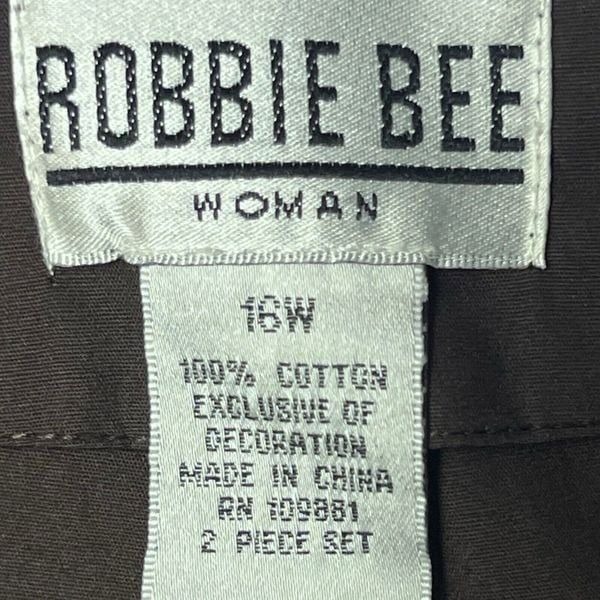 ROBBIE BEE
WOMAN
16W
100% COTTON
EXCLUSIVE OF
DECORATION
MADE IN CHINA
RN 109881
2 PIECE SET